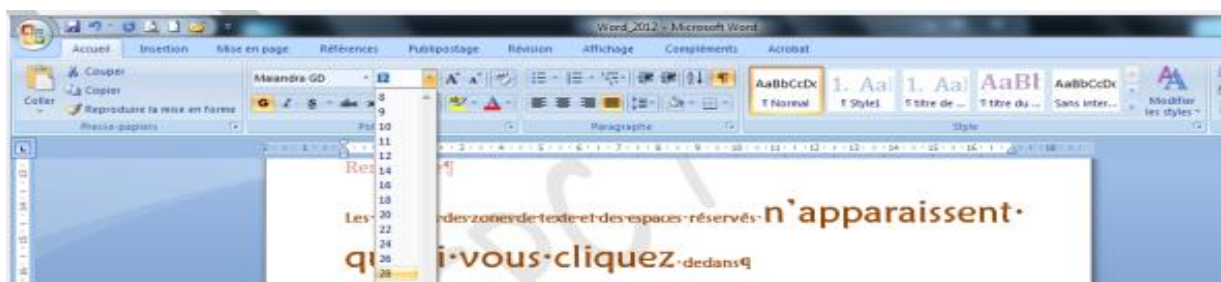 Word_2012 - Microsoft Word
Accueil Insertion Mise en page Références Publipostage Révision Affichage Compléments Acrobat
Couper
Copier
Coller
Reproduire la mise en forme
Presse-papiers
Maiandra GD 12
G I S abc
Paragraphe
AaBbCcDc 1. Aa 1. Aa AaBb AaBbCcDc
¶ Normal ¶ Style1 ¶ titre de ... ¶ titre du ... Sans inter...
Style
Modifier
les styles
8
9
10
11
12
14
16
18
20
22
24
26
28
Les des zones de texte et des espaces réservés n`apparaissent
vous cliquez dedans¶